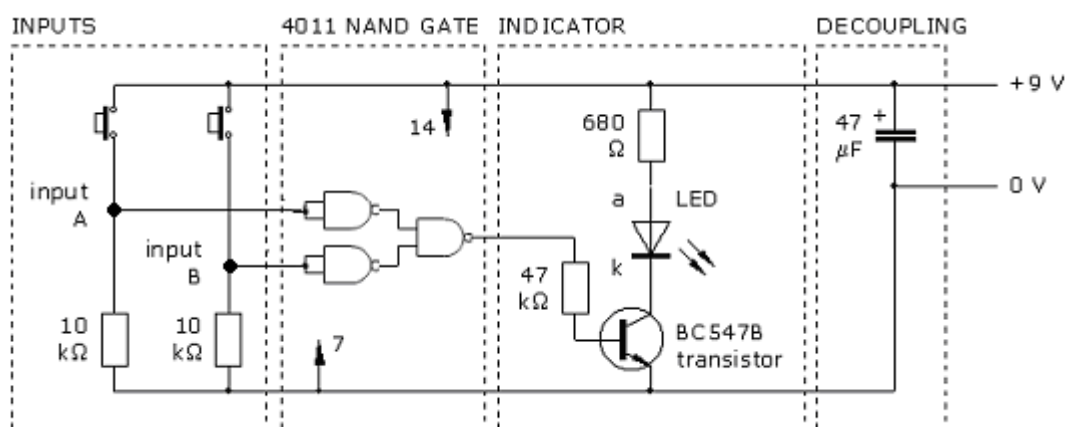 INPUTS
4011 NAND GATE
INDICATOR
DECOUPLING
+9 V
14
680
Ω
47
µF
+
0 V
input
A
a
LED
input
B
k
47
kΩ
10
kΩ
10
kΩ
7
BC547B
transistor